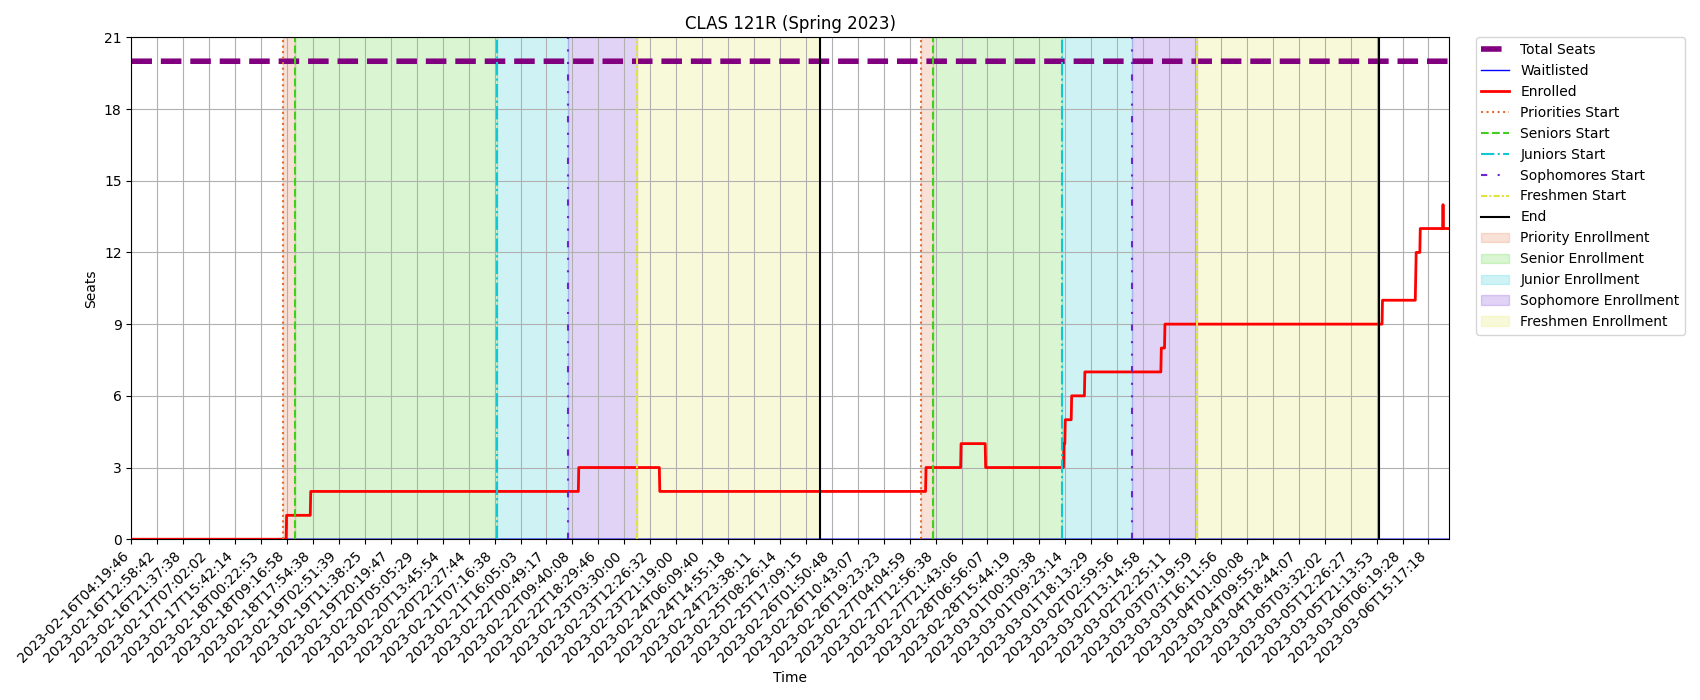 CLAS 121R (Spring 2023)
21
18
15
12
9
6
3
0
Seats
2023-02-16T04:19:46
2023-02-16T12:58:42
2023-02-16T21:37:38
2023-02-17T07:02:02
2023-02-17T15:42:14
2023-02-18T00:22:53
2023-02-18T09:16:58
2023-02-18T17:54:38
2023-02-19T02:51:39
2023-02-19T11:38:25
2023-02-19T20:19:47
2023-02-20T05:05:29
2023-02-20T13:45:54
2023-02-20T22:27:44
2023-02-21T07:16:38
2023-02-21T16:05:03
2023-02-22T00:49:17
2023-02-22T09:40:08
2023-02-22T18:29:46
2023-02-23T03:30:00
2023-02-23T12:26:32
2023-02-23T21:19:00
2023-02-24T06:09:40
2023-02-24T14:55:18
2023-02-24T23:38:11
2023-02-25T08:26:14
2023-02-25T17:09:15
2023-02-26T01:50:48
2023-02-26T10:43:07
2023-02-26T19:23:23
2023-02-27T04:04:59
2023-02-27T12:56:38
2023-02-27T21:43:06
2023-02-28T06:56:07
2023-02-28T15:44:19
2023-03-01T00:30:38
2023-03-01T09:23:14
2023-03-01T18:13:29
2023-03-02T02:59:56
2023-03-02T13:14:58
2023-03-02T22:25:11
2023-03-03T07:19:59
2023-03-03T16:11:56
2023-03-04T01:00:08
2023-03-04T09:55:24
2023-03-04T18:44:07
2023-03-05T03:32:02
2023-03-05T12:26:27
2023-03-05T21:13:53
2023-03-06T06:19:28
2023-03-06T15:17:18
Time
Total Seats
Waitlisted
Enrolled
Priorities Start
Seniors Start
Juniors Start
Sophomores Start
Freshmen Start
End
Priority Enrollment
Senior Enrollment
Junior Enrollment
Sophomore Enrollment
Freshmen Enrollment